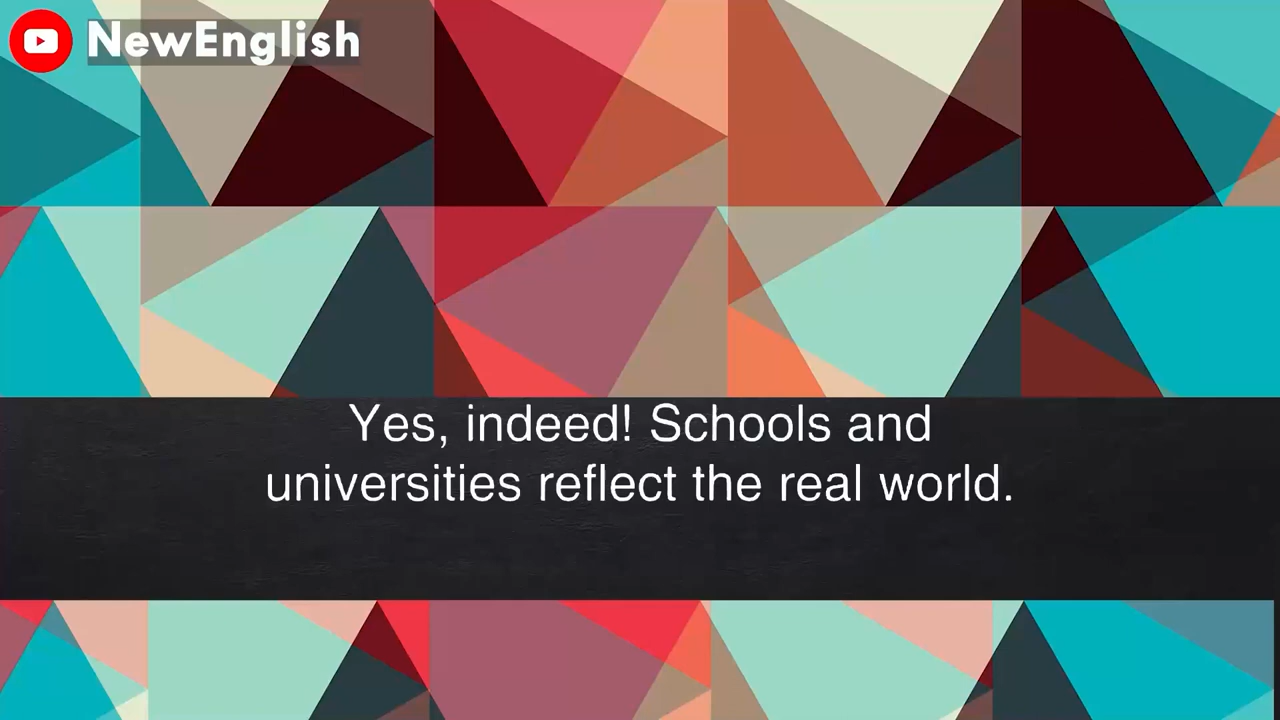 NewEnglish
Yes, indeed! Schools and
universities reflect the real world.